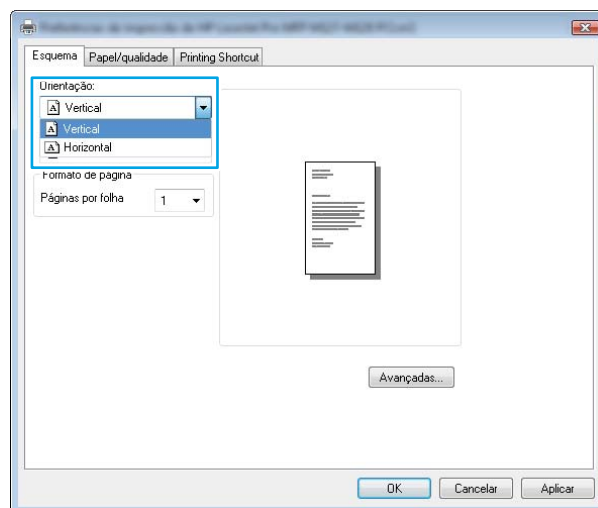 Esquema Papel/qualidade Printing Shortcut
Orientação:
Vertical
Vertical
Horizontal
Formato de página
Páginas por folha 1
Avançadas...
OK Cancelar Aplicar